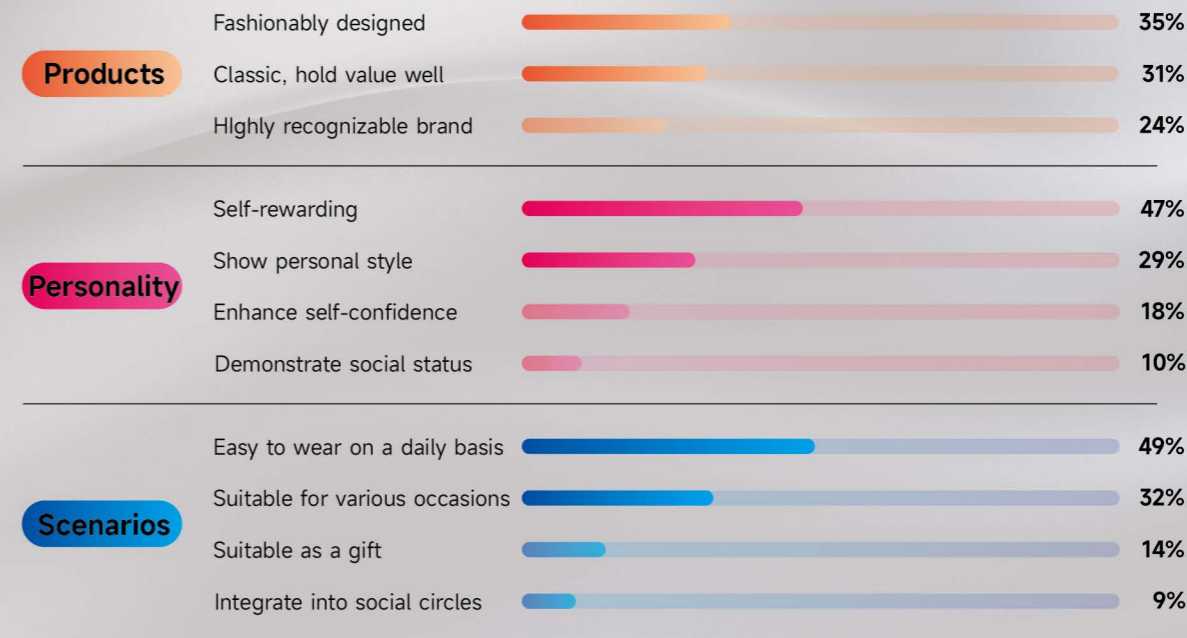 Products
Fashionably designed 35%
Classic, hold value well 31%
HIghly recognizable brand 24%
Personality
Self-rewarding 47%
Show personal style 29%
Enhance self-confidence 18%
Demonstrate social status 10%
Scenarios
Easy to wear on a daily basis 49%
Suitable for various occasions 32%
Suitable as a gift 14%
Integrate into social circles 9%